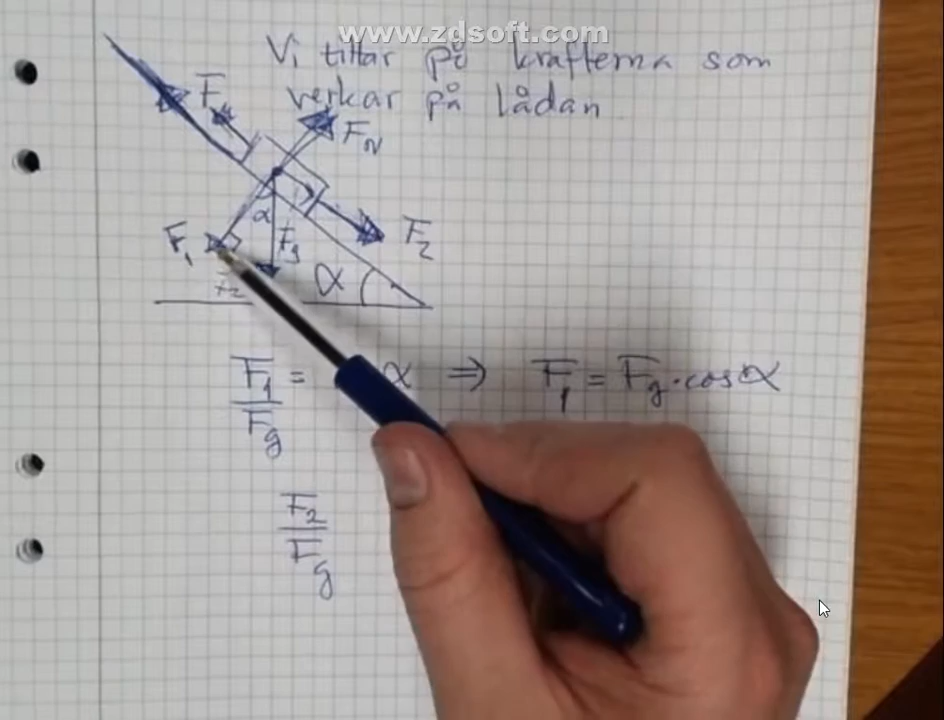 www.zdsoft.com
Vi tittar på krafterna som
verkar på lådan
F
F_N
α
F_1
F_g
F_2
F_2
α
F_1 / F_g = α ⇒ F_1 = F_g · cos α
F_2 / F_g